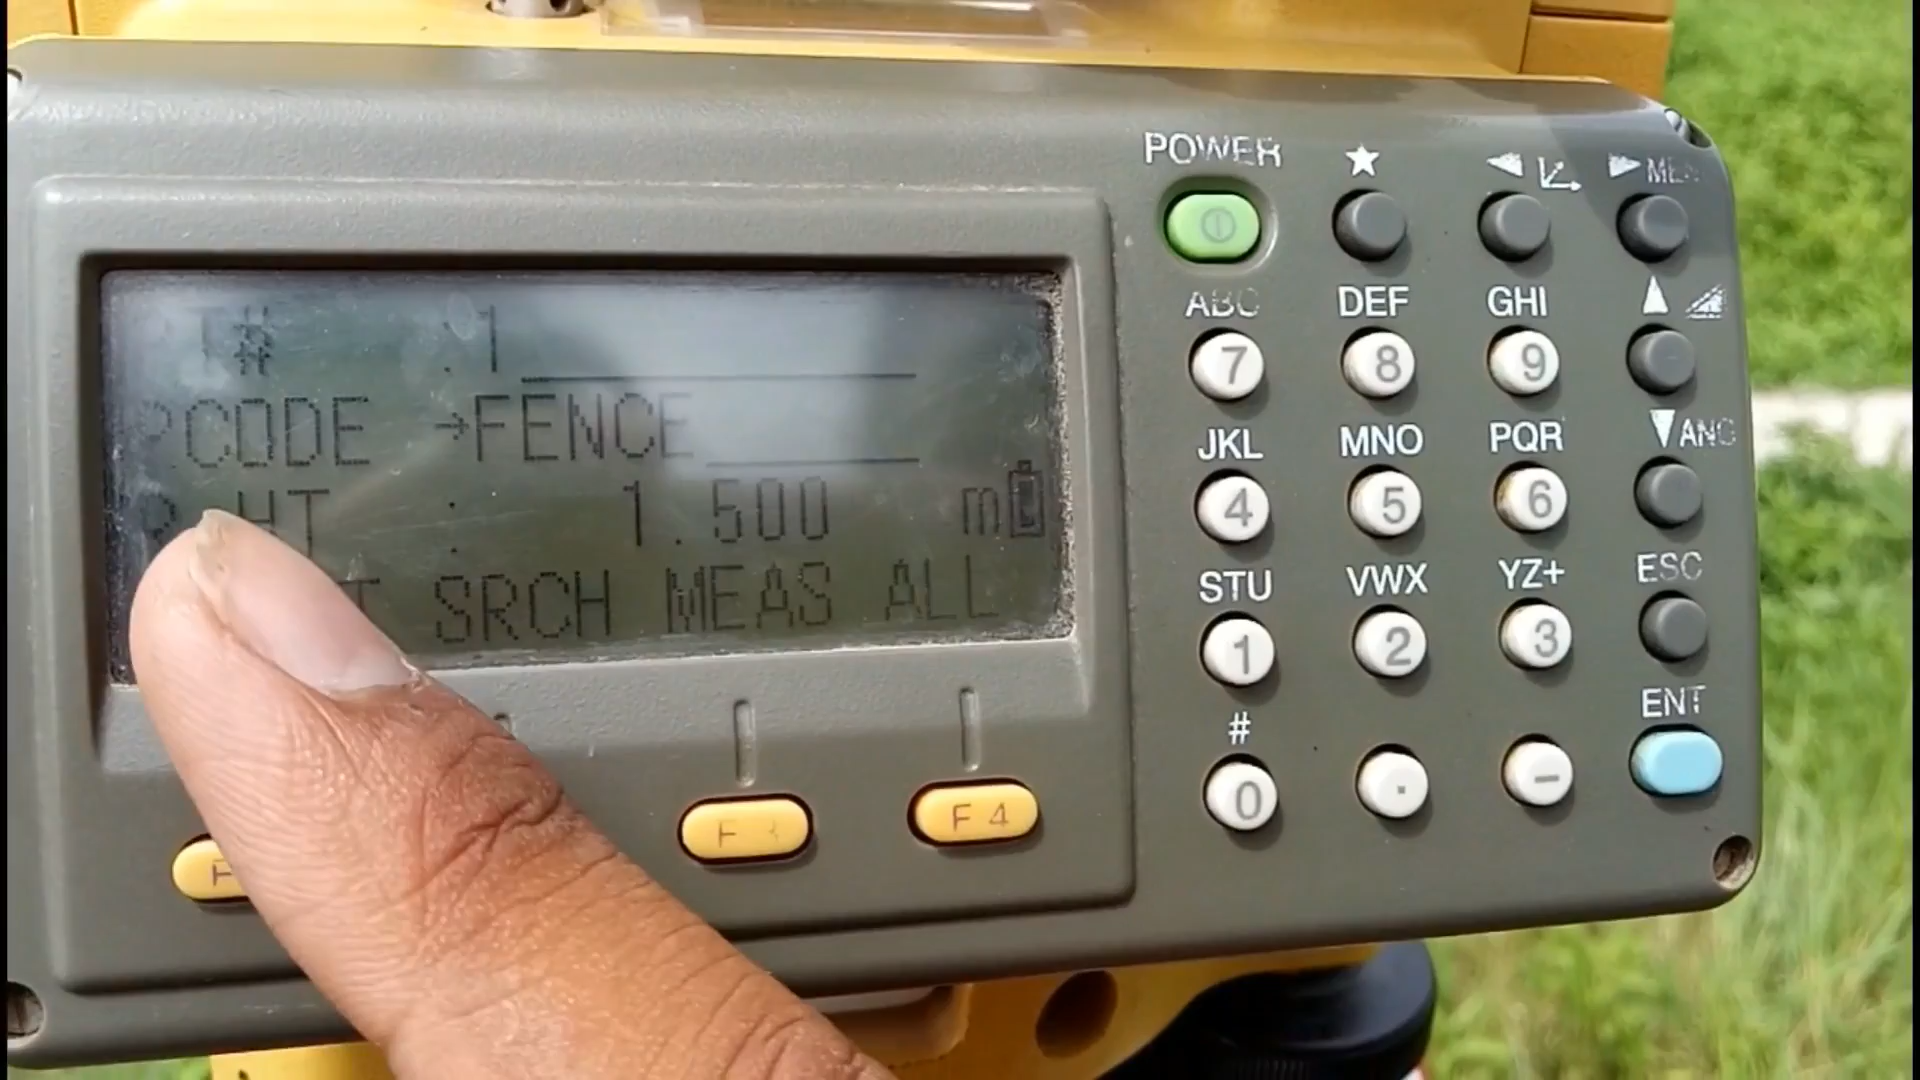 T# :1
PCODE →FENCE
R.HT : 1.500 m
SRCH MEAS ALL
F3 F4
POWER ★ ◄ ►
ABC DEF GHI ▲
7 8 9
JKL MNO PQR ▼ANG
4 5 6
STU VWX YZ+ ESC
1 2 3
# ENT
0 . −